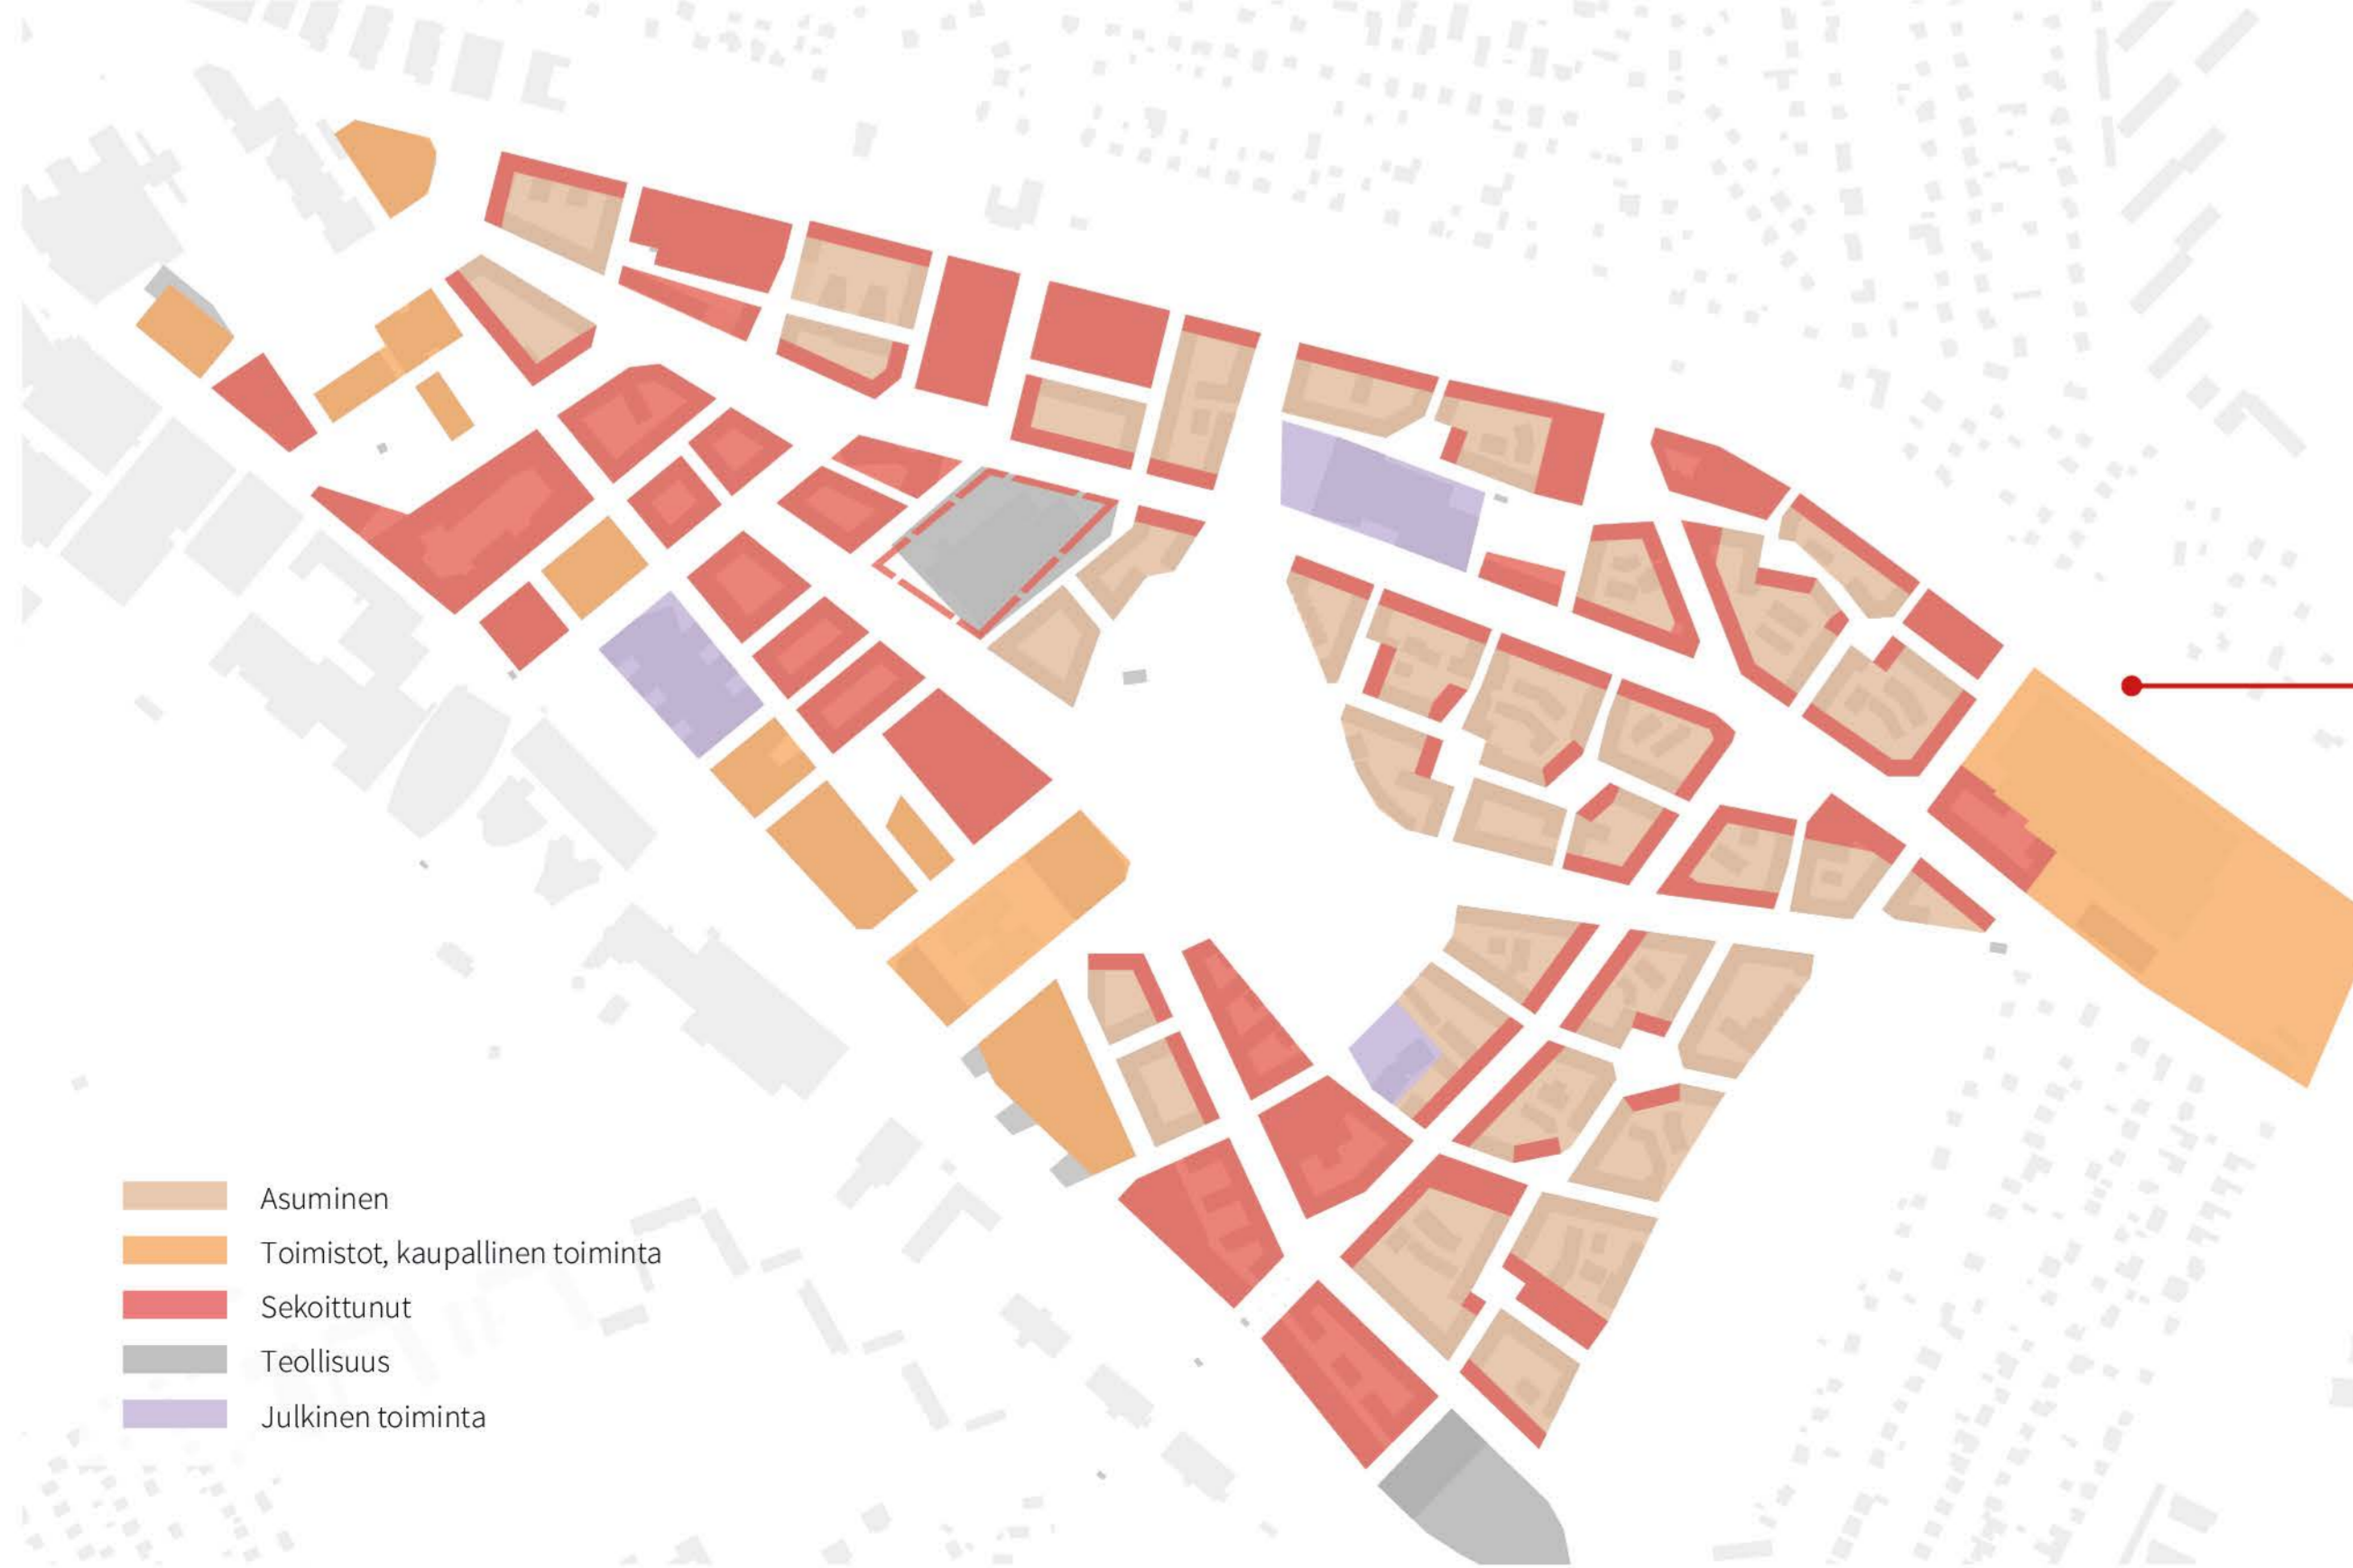 Asuminen
Toimistot, kaupallinen toiminta
Sekoittunut
Teollisuus
Julkinen toiminta